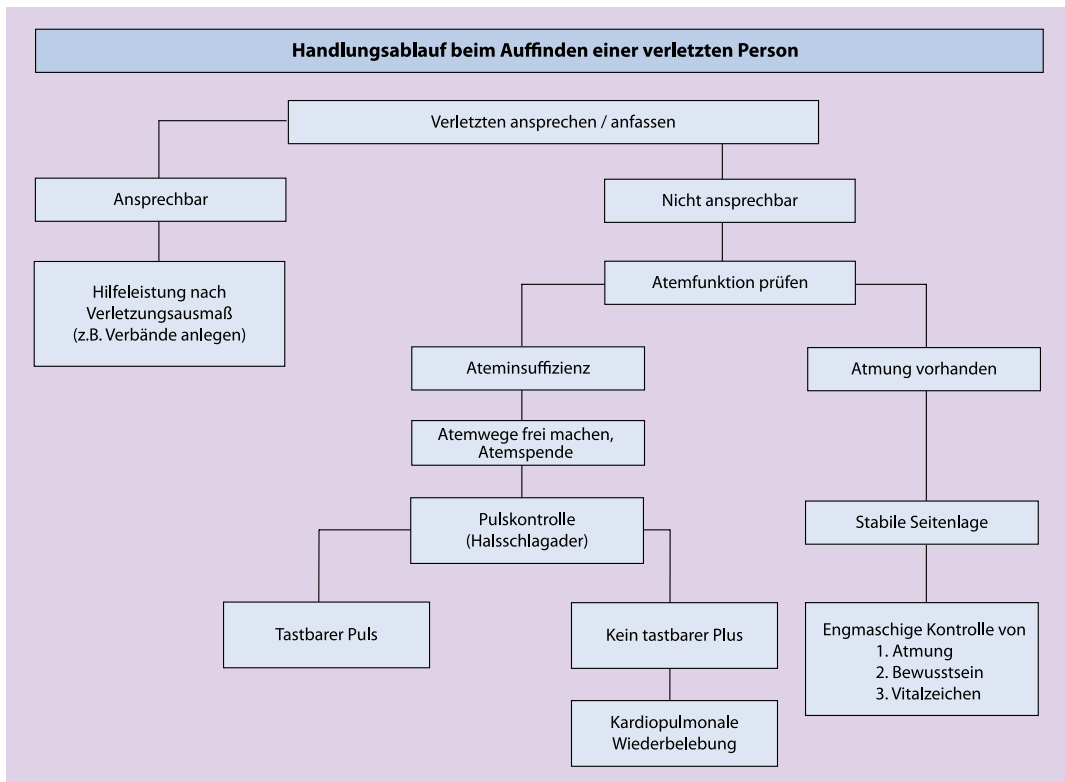 Handlungsablauf beim Auffinden einer verletzten Person
Verletzten ansprechen / anfassen
Ansprechbar
Nicht ansprechbar
Hilfeleistung nach
Verletzungsausmaß
(z.B. Verbände anlegen)
Atemfunktion prüfen
Ateminsuffizienz
Atmung vorhanden
Atemwege frei machen,
Atemspende
Pulskontrolle
(Halsschlagader)
Stabile Seitenlage
Tastbarer Puls
Kein tastbarer Plus
Engmaschige Kontrolle von
1. Atmung
2. Bewusstsein
3. Vitalzeichen
Kardiopulmonale
Wiederbelebung